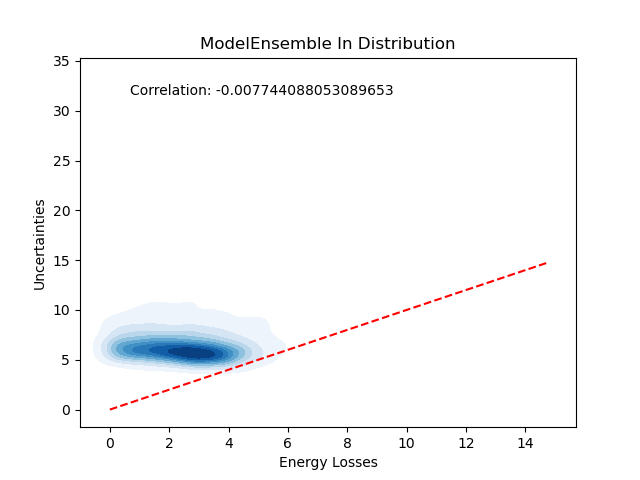 ModelEnsemble In Distribution
Correlation: -0.007744088053089653
Uncertainties
35
30
25
20
15
10
5
0
0 2 4 6 8 10 12 14
Energy Losses